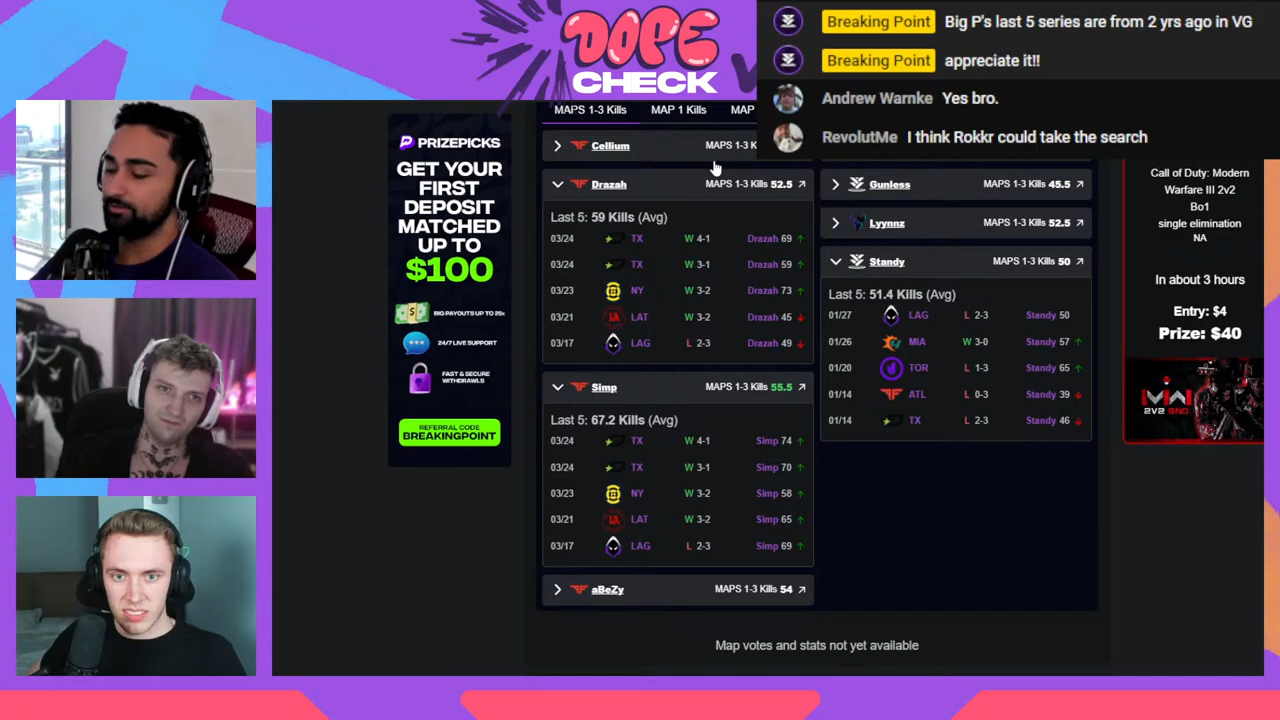 DOPE
CHECK
Breaking Point Big P's last 5 series are from 2 yrs ago in VG
Breaking Point appreciate it!!
Andrew Warnke Yes bro.
RevolutMe I think Rokkr could take the search
PRIZEPICKS
GET YOUR
FIRST
DEPOSIT
MATCHED
UP TO
$100
BIG PAYOUTS UP TO 25x
24/7 LIVE SUPPORT
FAST & SECURE
WITHDRAWLS
REFERRAL CODE
BREAKINGPOINT
MAPS 1-3 Kills MAP 1 Kills MAP
Cellium MAPS 1-3 K
Drazah MAPS 1-3 Kills 52.5
Last 5: 59 Kills (Avg)
03/24 TX W 4-1 Drazah 69
03/24 TX W 3-1 Drazah 59
03/23 NY W 3-2 Drazah 73
03/21 LAT W 3-2 Drazah 45
03/17 LAG L 2-3 Drazah 49
Simp MAPS 1-3 Kills 55.5
Last 5: 67.2 Kills (Avg)
03/24 TX W 4-1 Simp 74
03/24 TX W 3-1 Simp 70
03/23 NY W 3-2 Simp 58
03/21 LAT W 3-2 Simp 65
03/17 LAG L 2-3 Simp 69
aBeZy MAPS 1-3 Kills 54
Gunless MAPS 1-3 Kills 45.5
Lyynnz MAPS 1-3 Kills 52.5
Standy MAPS 1-3 Kills 50
Last 5: 51.4 Kills (Avg)
01/27 LAG L 2-3 Standy 50
01/26 MIA W 3-0 Standy 57
01/20 TOR L 1-3 Standy 65
01/14 ATL L 0-3 Standy 39
01/14 TX L 2-3 Standy 46
Map votes and stats not yet available
Call of Duty: Modern
Warfare III 2v2
Bo1
single elimination
NA
In about 3 hours
Entry: $4
Prize: $40
MW
2V2 GND